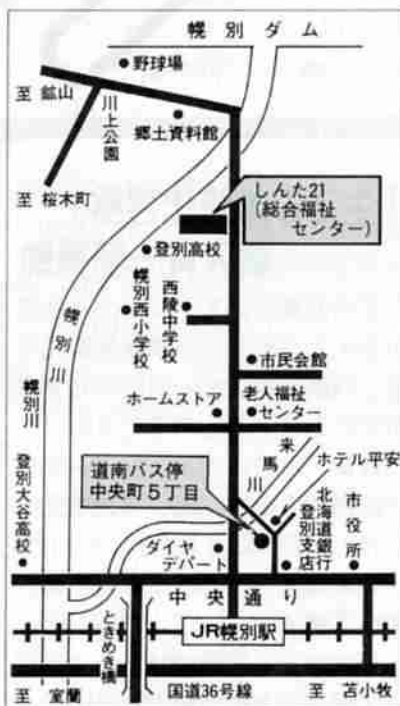 幌別ダム
野球場
至 鉱山
川上公園
郷土資料館
至 桜木町
しんた21
(総合福祉
センター)
登別高校
幌別西小学校
西陵中学校
幌別川
幌別川
市民会館
ホームストア
老人福祉
センター
来馬川
ホテル平安
道南バス停
中央町5丁目
登別大谷高校
北海道銀行
登別支店
市役所
ダイヤ
デパート
中央通り
ときめき橋
JR幌別駅
至 室蘭
国道36号線
至 苫小牧